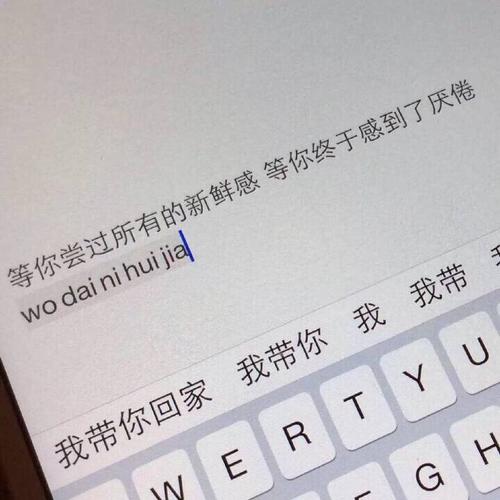 等你尝过所有的新鲜感 等你终于感到了厌倦
wo dai ni hui jia
我带你回家 我带你 我 我带
W E R T Y U
G H